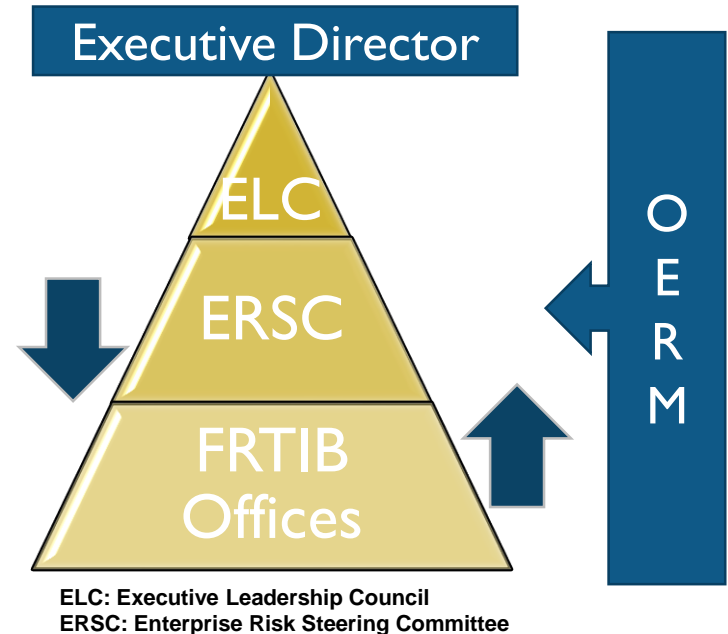 Executive Director
ELC
ERSC
FRTIB
Offices
O
E
R
M
ELC: Executive Leadership Council
ERSC: Enterprise Risk Steering Committee